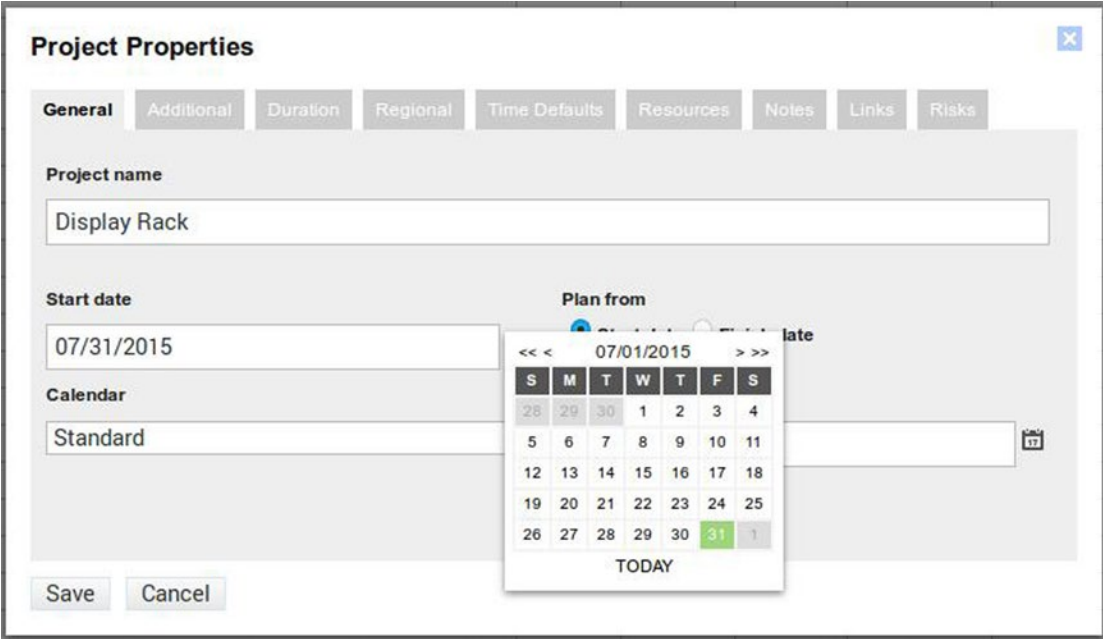 Project Properties
General Additional Duration Regional Time Defaults Resources Notes Links Risks
Project name
Display Rack
Start date
Plan from
07/31/2015
late
Calendar
Standard
<< < 07/01/2015 > >>
S M T W T F S
28 29 30 1 2 3 4
5 6 7 8 9 10 11
12 13 14 15 16 17 18
19 20 21 22 23 24 25
26 27 28 29 30 31 1
TODAY
17
Save Cancel